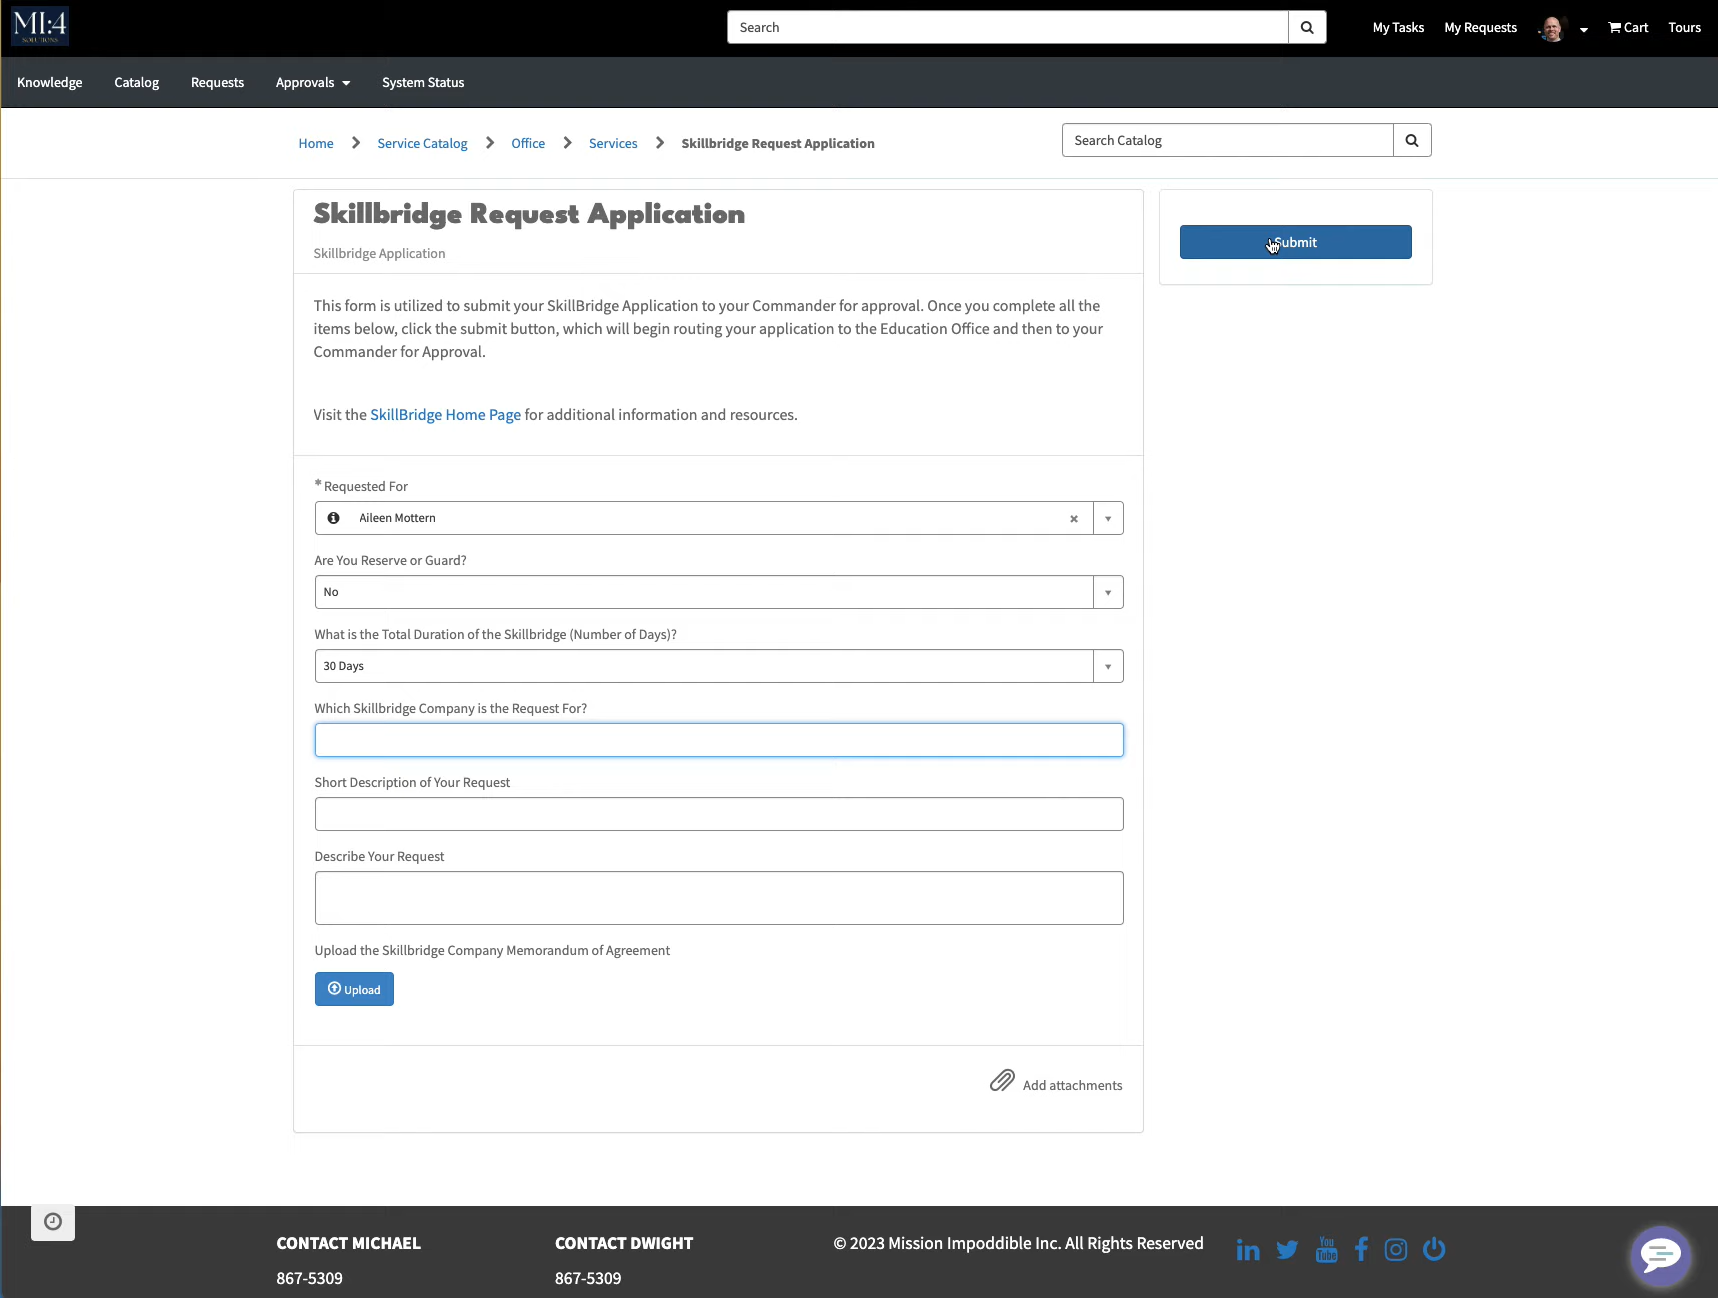 MI:4
SOLUTIONS
Search
My Tasks
My Requests
Cart
Tours
Knowledge
Catalog
Requests
Approvals
System Status
Home
Service Catalog
Office
Services
Skillbridge Request Application
Search Catalog
Skillbridge Request Application
Skillbridge Application
Submit
This form is utilized to submit your SkillBridge Application to your Commander for approval. Once you complete all the
items below, click the submit button, which will begin routing your application to the Education Office and then to your
Commander for Approval.
Visit the SkillBridge Home Page for additional information and resources.
* Requested For
Aileen Mottern
Are You Reserve or Guard?
No
What is the Total Duration of the Skillbridge (Number of Days)?
30 Days
Which Skillbridge Company is the Request For?
Short Description of Your Request
Describe Your Request
Upload the Skillbridge Company Memorandum of Agreement
Upload
Add attachments
CONTACT MICHAEL
867-5309
CONTACT DWIGHT
867-5309
© 2023 Mission Impoddible Inc. All Rights Reserved
You
Tube